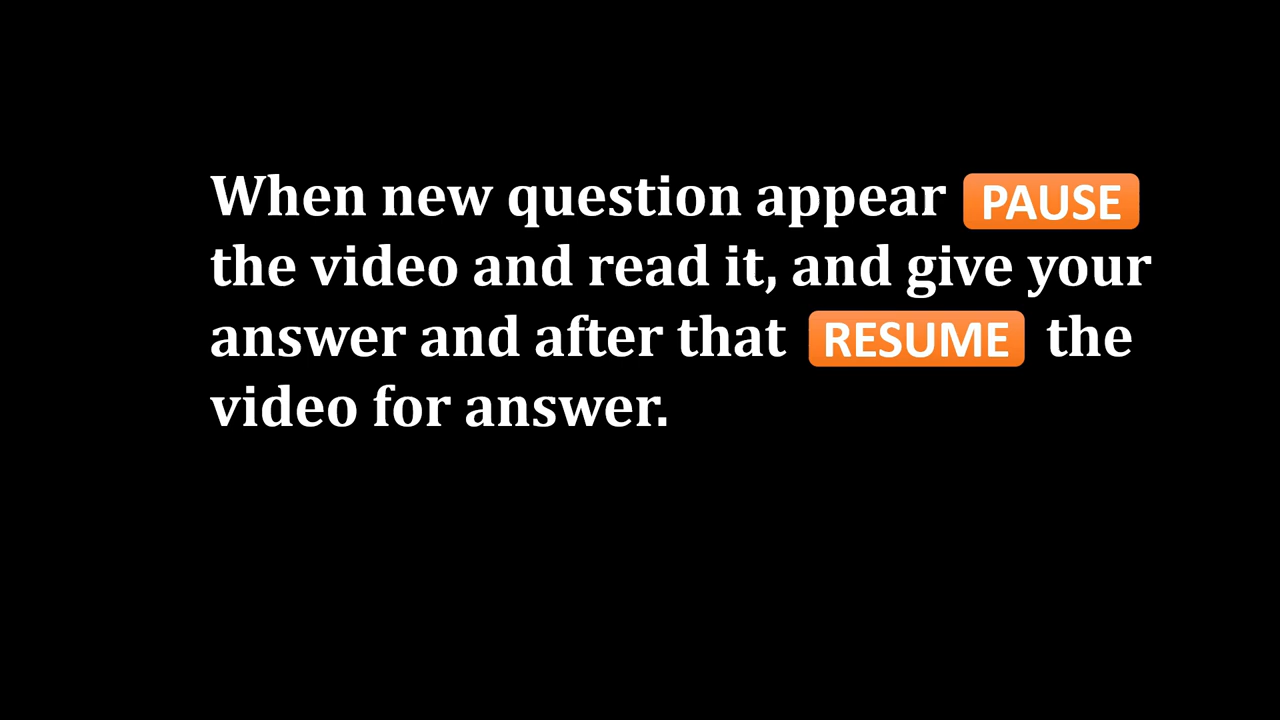 When new question appear PAUSE
the video and read it, and give your
answer and after that RESUME the
video for answer.